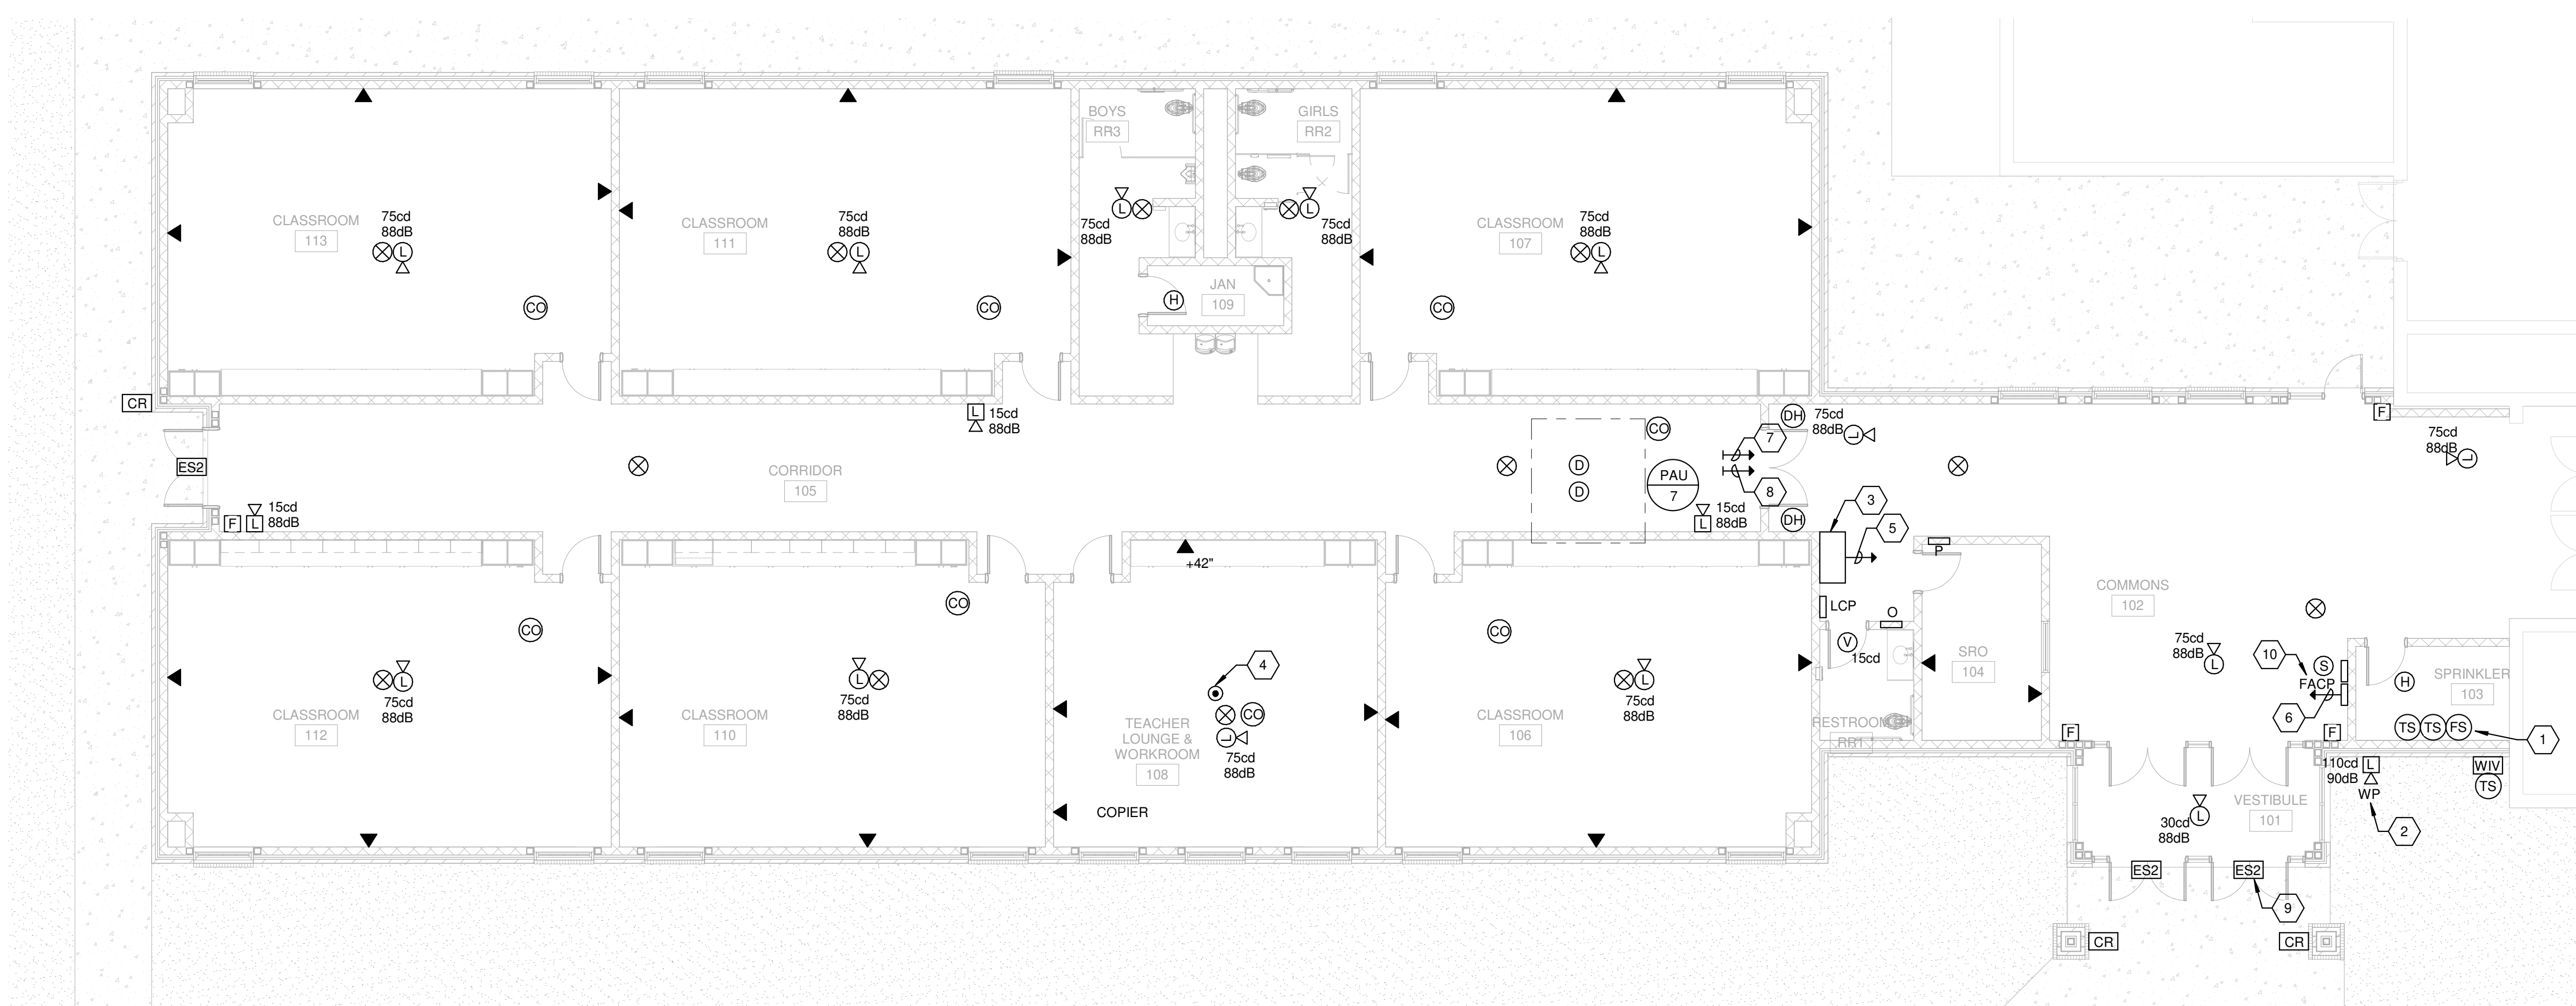 BOYS
RR3
GIRLS
RR2
CLASSROOM
113
75cd
88dB
L
CO
CLASSROOM
111
75cd
88dB
L
CO
L
75cd
88dB
L
75cd
88dB
H
JAN
109
CLASSROOM
107
75cd
88dB
L
CO
CR
ES2
F
L
15cd
88dB
L
15cd
88dB
CORRIDOR
105
CO
D
D
PAU
7
7
8
15cd
88dB
L
DH
DH
75cd
88dB
L
F
75cd
88dB
L
3
5
P
LCP
O
V
15cd
SRO
104
RESTROOM
RR1
COMMONS
102
75cd
88dB
L
10
S
FACP
6
H
SPRINKLER
103
TS
TS
FS
1
F
F
CLASSROOM
112
CO
L
75cd
88dB
CLASSROOM
110
CO
L
75cd
88dB
+42"
4
CO
L
75cd
88dB
TEACHER
LOUNGE &
WORKROOM
108
COPIER
CLASSROOM
106
CO
L
75cd
88dB
110cd
90dB
L
WP
2
WIV
TS
VESTIBULE
101
L
30cd
88dB
ES2
ES2
9
CR
CR